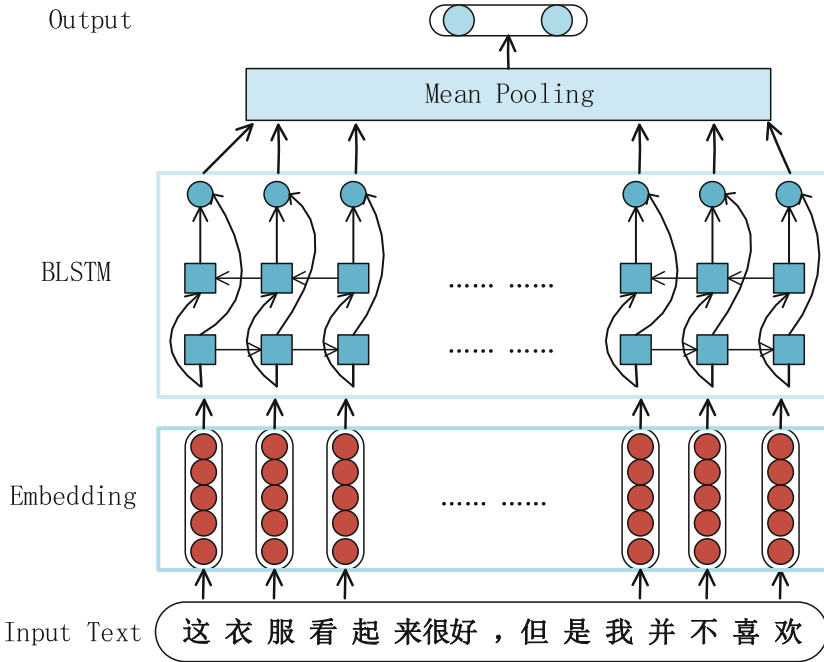 Output
Mean Pooling
BLSTM
…… ……
…… ……
Embedding
…… ……
Input Text
这衣服看起来很好，但是我并不喜欢